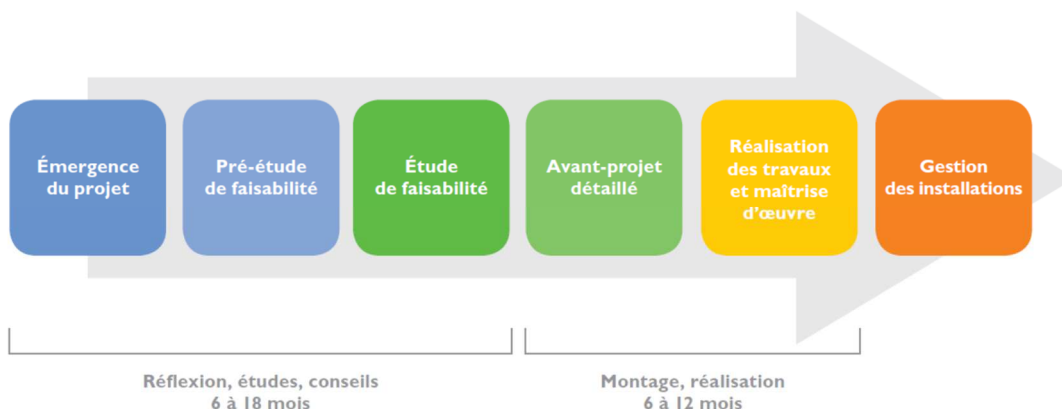 Émergence
du projet
Pré-étude
de faisabilité
Étude
de faisabilité
Avant-projet
détaillé
Réalisation
des travaux
et maîtrise
d'œuvre
Gestion
des installations
Réflexion, études, conseils
6 à 18 mois
Montage, réalisation
6 à 12 mois